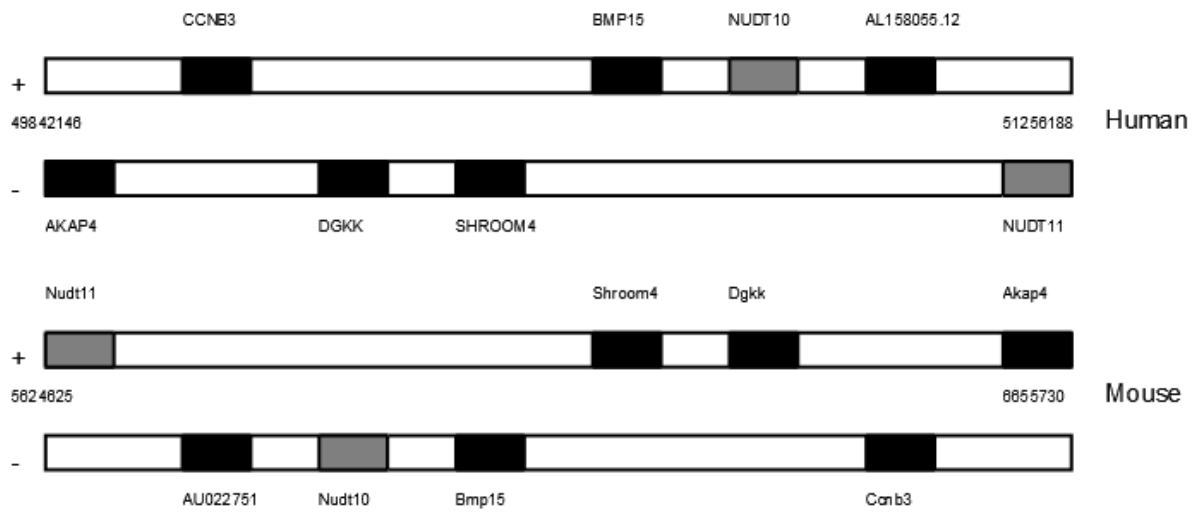 CCNB3 BMP15 NUDT10 AL158055.12
+
49842146 51256188 Human
-
AKAP4 DGKK SHROOM4 NUDT11
Nudt11 Shroom4 Dgkk Akap4
+
5624625 6655730 Mouse
-
AU022751 Nudt10 Bmp15 Ccnb3